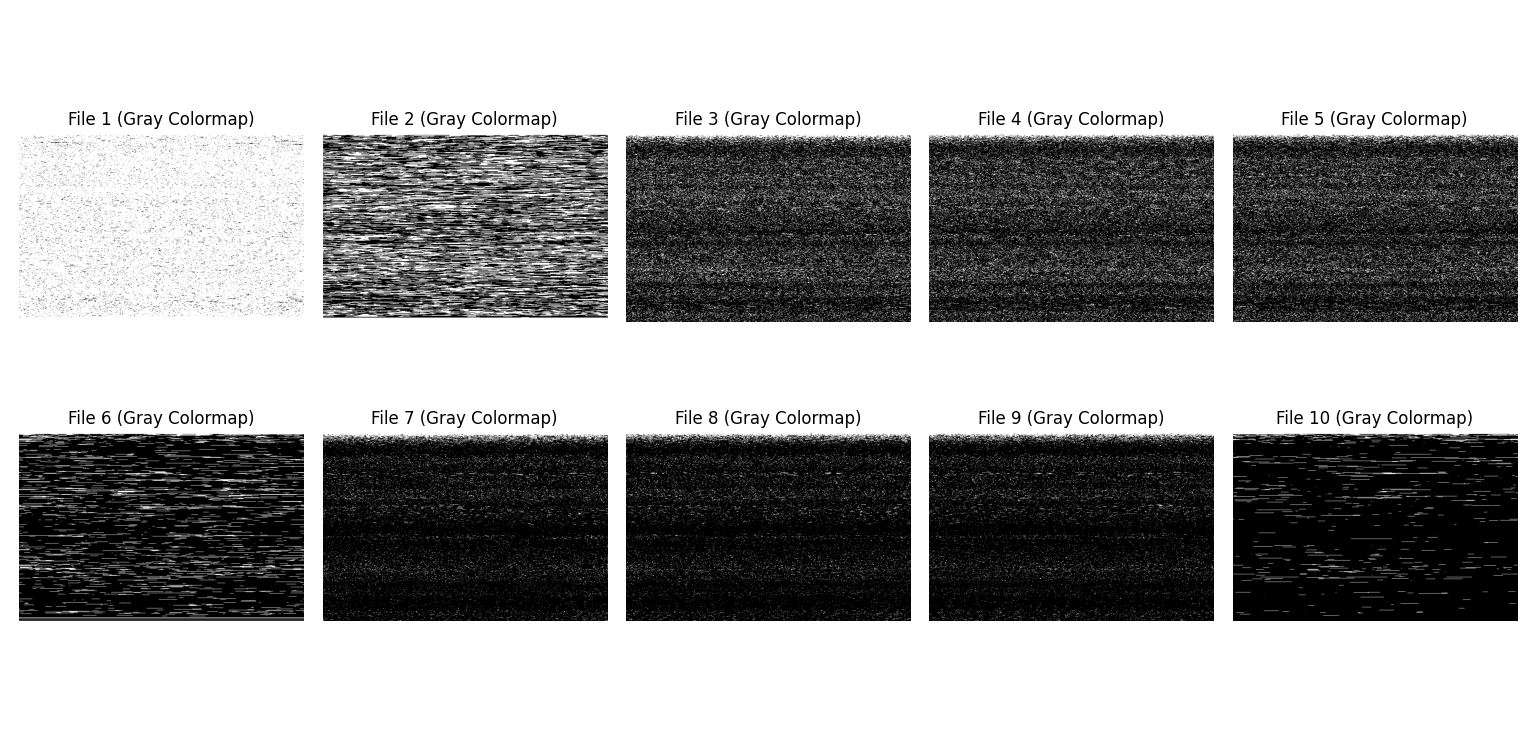 File 1 (Gray Colormap)
File 2 (Gray Colormap)
File 3 (Gray Colormap)
File 4 (Gray Colormap)
File 5 (Gray Colormap)
File 6 (Gray Colormap)
File 7 (Gray Colormap)
File 8 (Gray Colormap)
File 9 (Gray Colormap)
File 10 (Gray Colormap)